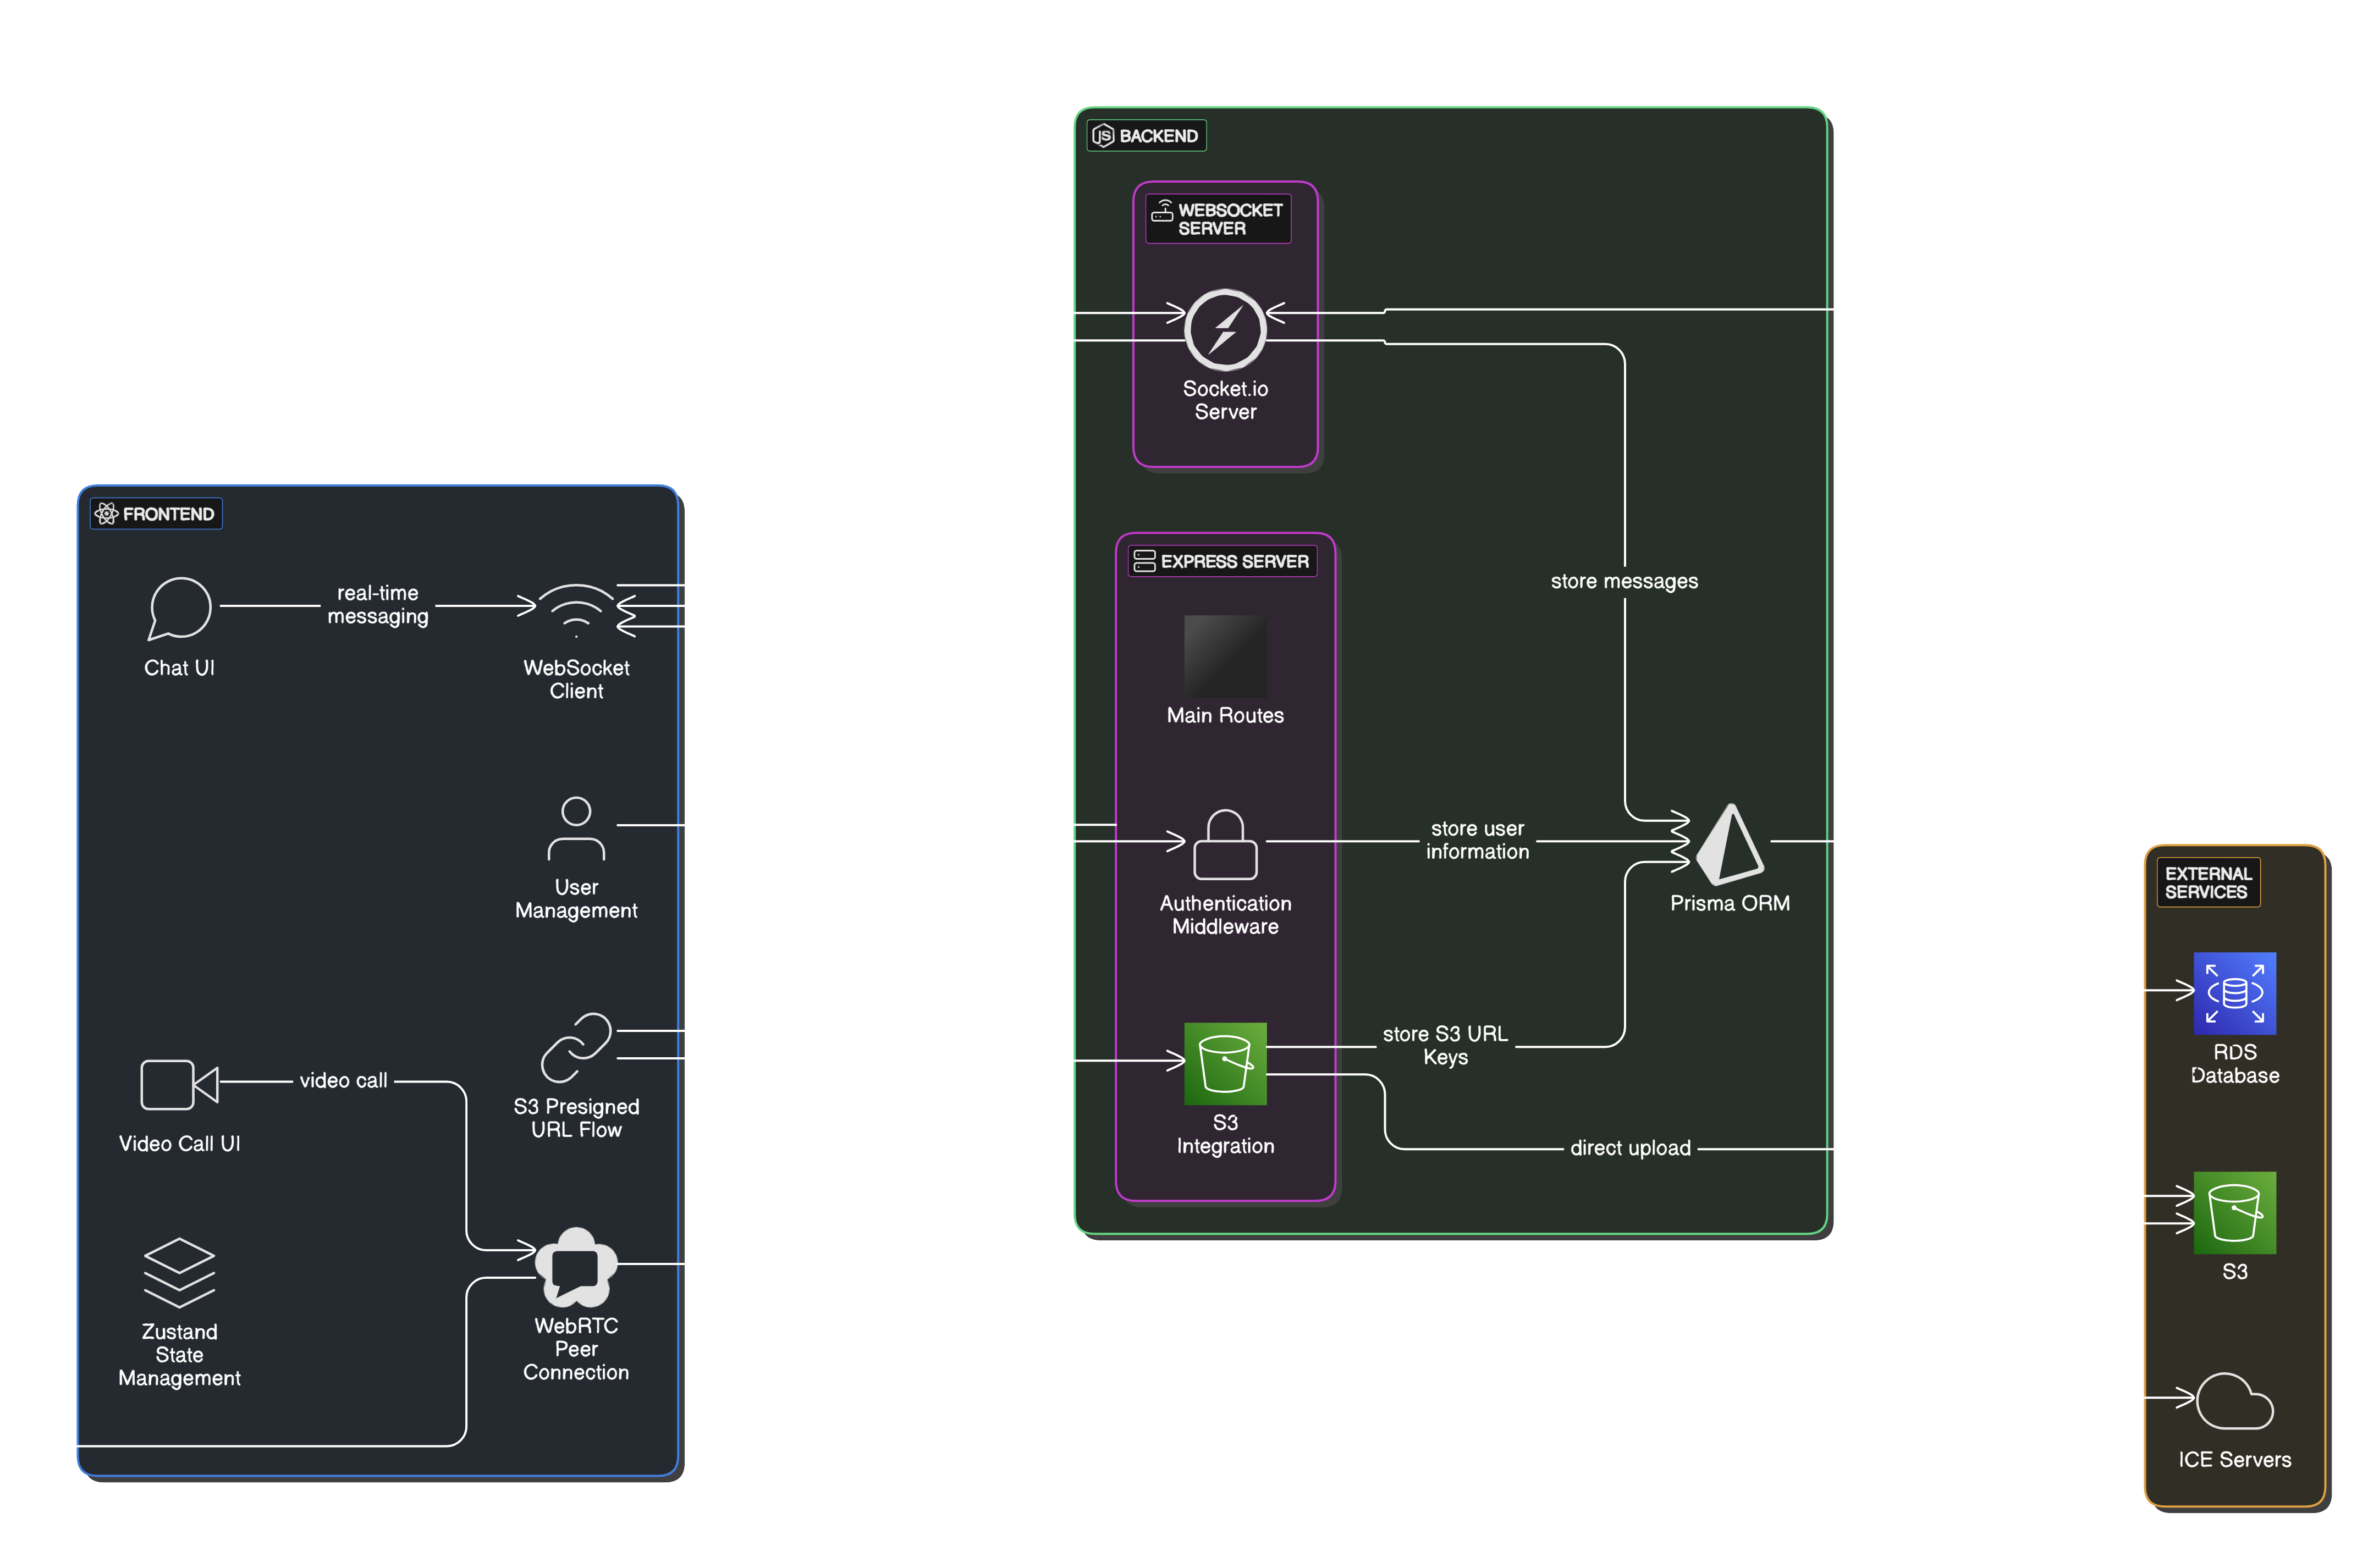 BACKEND
WEBSOCKET
SERVER
Socket.io
Server
FRONTEND
EXPRESS SERVER
real-time
messaging
store messages
Chat UI
WebSocket
Client
Main Routes
User
Management
store user
information
Authentication
Middleware
Prisma ORM
EXTERNAL
SERVICES
video call
S3 Presigned
URL Flow
Video Call UI
store S3 URL
Keys
S3
Integration
direct upload
RDS
Database
S3
Zustand
State
Management
WebRTC
Peer
Connection
ICE Servers